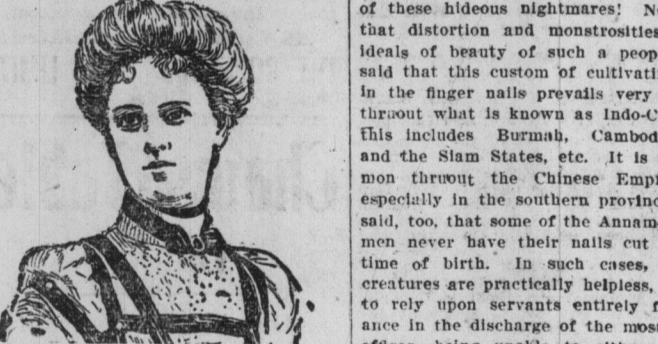 of these hideous nightmares! N
that distortion and monstrosities
ideals of beauty of such a peop
said that this custom of cultivati
in the finger nails prevails very
thruout what is known as Indo-C
this includes Burmah, Cambod
and the Siam States, etc. It is
mon thruout the Chinese Empi
especially in the southern provinc
said, too, that some of the Annam
men never have their nails cut
time of birth. In such cases,
creatures are practically helpless,
to rely upon servants entirely f
ance in the discharge of the mos